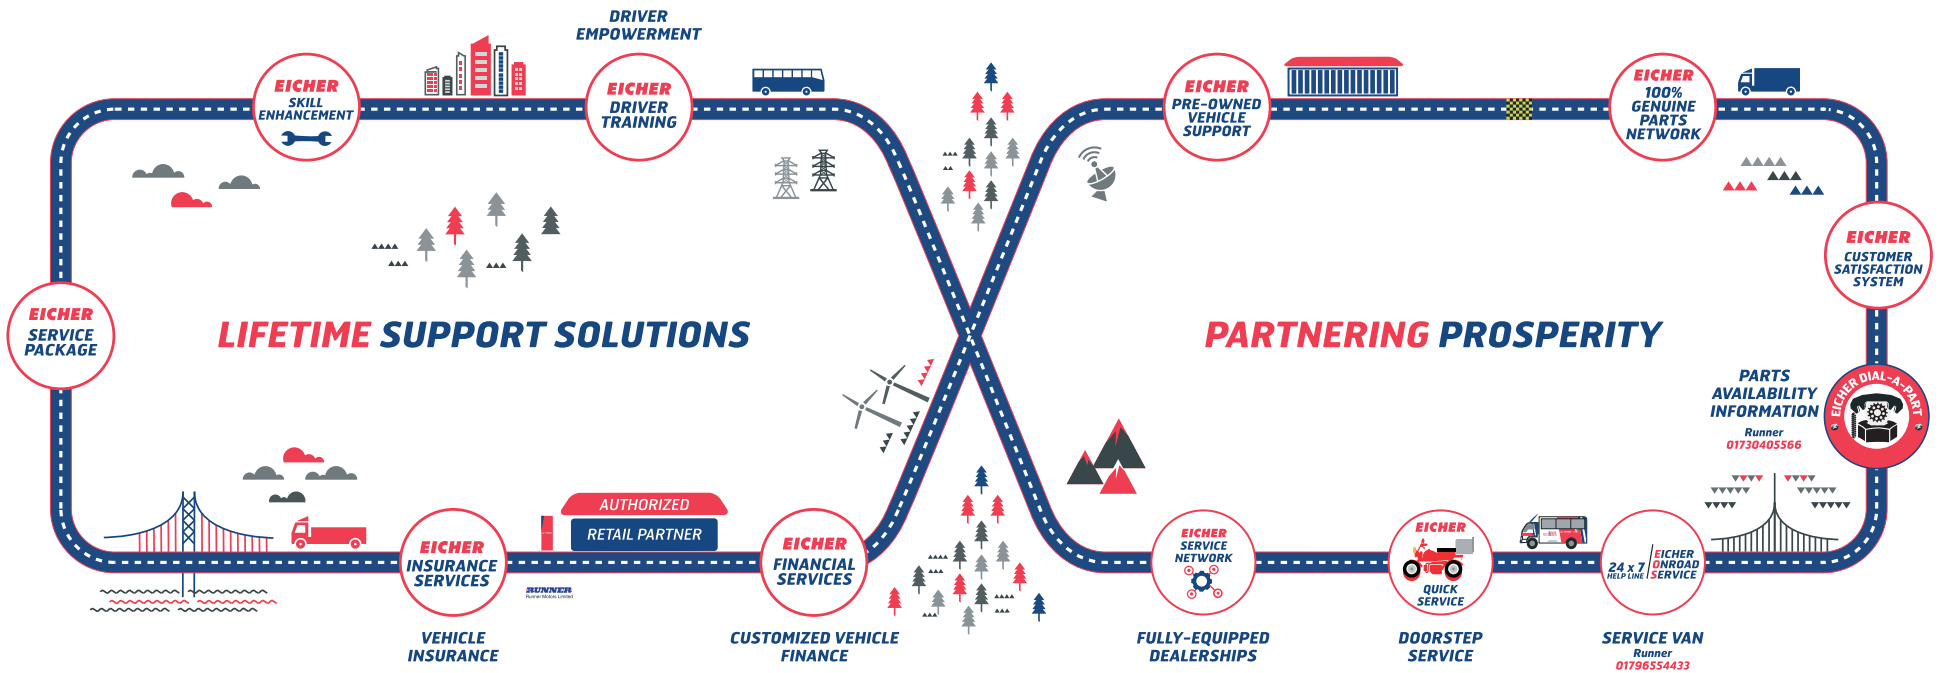 DRIVER
EMPOWERMENT
EICHER
SKILL
ENHANCEMENT
EICHER
DRIVER
TRAINING
EICHER
PRE-OWNED
VEHICLE
SUPPORT
EICHER
100%
GENUINE
PARTS
NETWORK
EICHER
CUSTOMER
SATISFACTION
SYSTEM
EICHER
SERVICE
PACKAGE
LIFETIME SUPPORT SOLUTIONS
PARTNERING PROSPERITY
PARTS
AVAILABILITY
INFORMATION
Runner
01730405566
EICHER DIAL-A-PART
AUTHORIZED
RETAIL PARTNER
RUNNER
Runner Motors Limited
EICHER
INSURANCE
SERVICES
VEHICLE
INSURANCE
EICHER
FINANCIAL
SERVICES
CUSTOMIZED VEHICLE
FINANCE
EICHER
SERVICE
NETWORK
FULLY-EQUIPPED
DEALERSHIPS
EICHER
QUICK
SERVICE
DOORSTEP
SERVICE
24 x 7
HELP LINE
EICHER
ONROAD
SERVICE
SERVICE VAN
Runner
01796554433